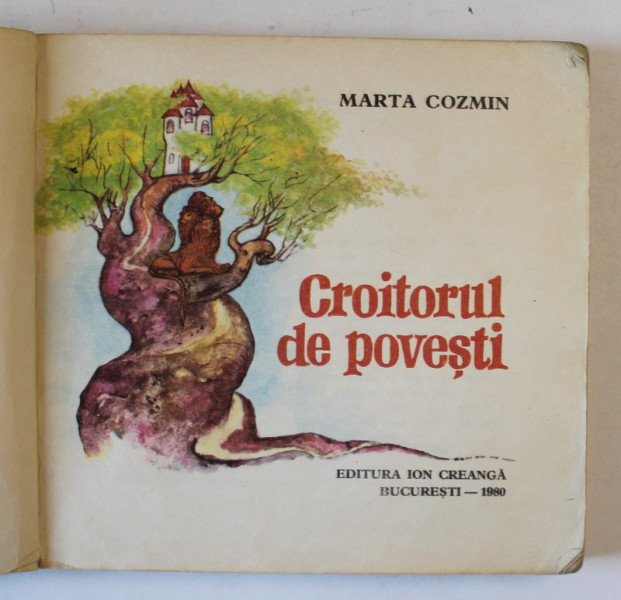 MARTA COZMIN
Croitorul
de povești
EDITURA ION CREANGĂ
BUCUREȘTI — 1980